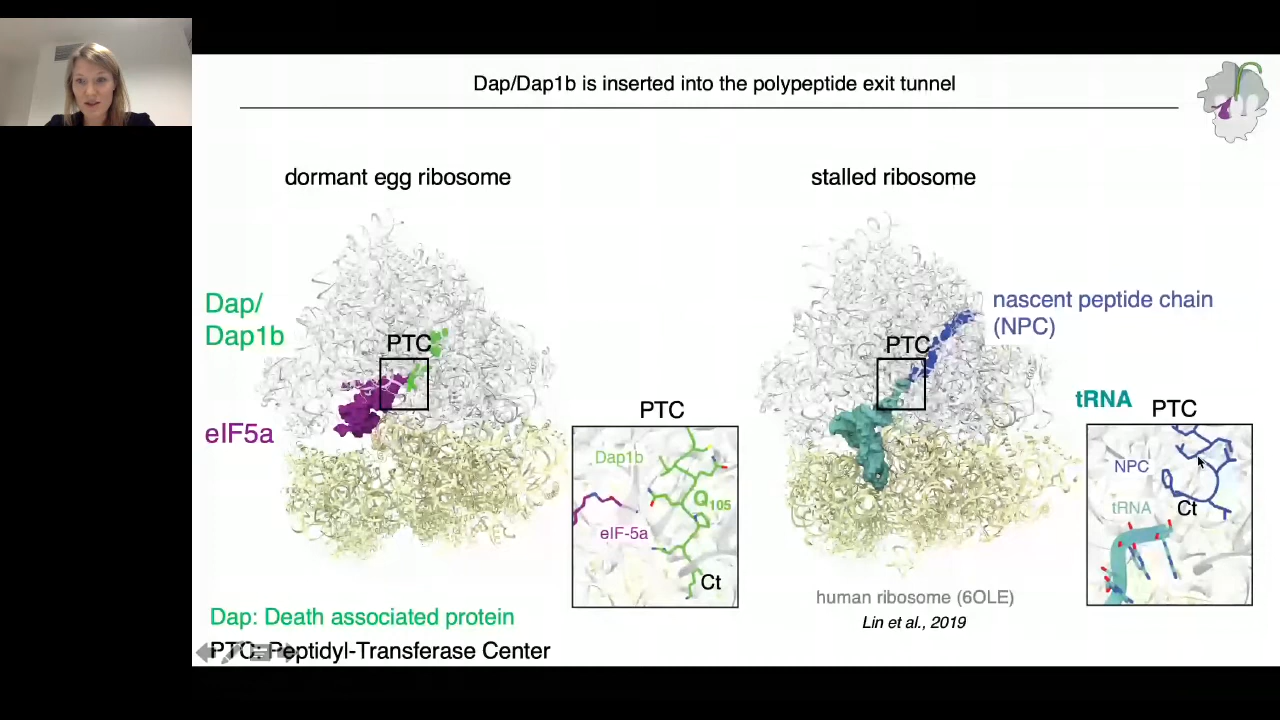 Dap/Dap1b is inserted into the polypeptide exit tunnel
dormant egg ribosome
stalled ribosome
Dap/
Dap1b
PTC
eIF5a
PTC
Dap1b
Q105
eIF-5a
Ct
PTC
nascent peptide chain
(NPC)
tRNA
PTC
NPC
tRNA
Ct
human ribosome (6OLE)
Lin et al., 2019
Dap: Death associated protein
PTC: Peptidyl-Transferase Center